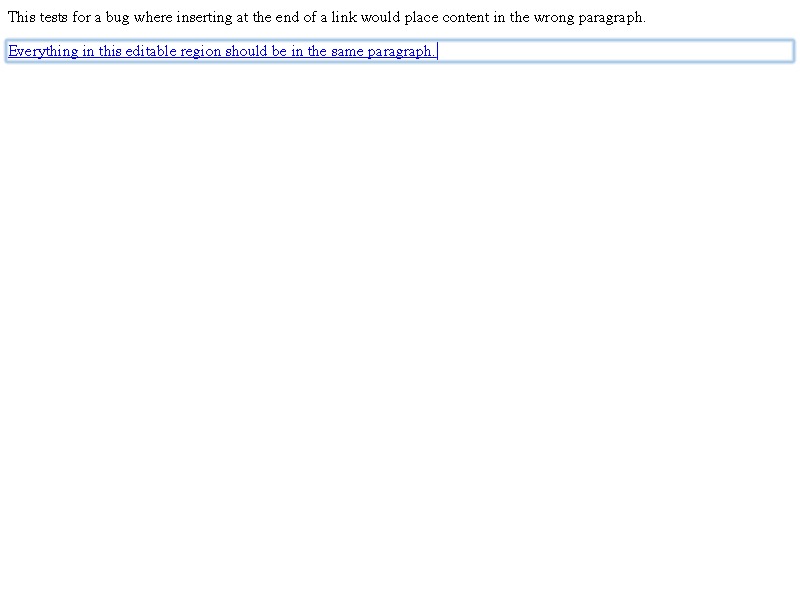 This tests for a bug where inserting at the end of a link would place content in the wrong paragraph.
Everything in this editable region should be in the same paragraph.